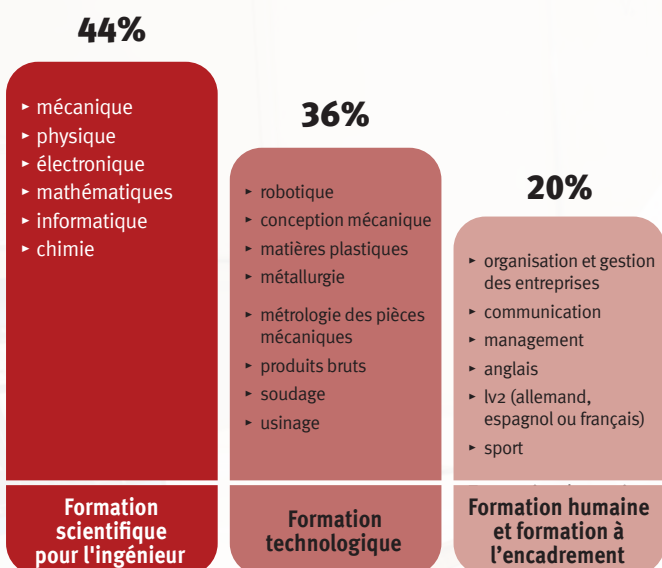 44%
► mécanique
► physique
► électronique
► mathématiques
► informatique
► chimie
Formation
scientifique
pour l'ingénieur
36%
► robotique
► conception mécanique
► matières plastiques
► métallurgie
► métrologie des pièces
mécaniques
► produits bruts
► soudage
► usinage
Formation
technologique
20%
► organisation et gestion
des entreprises
► communication
► management
► anglais
► lv2 (allemand,
espagnol ou français)
► sport
Formation humaine
et formation à
l’encadrement